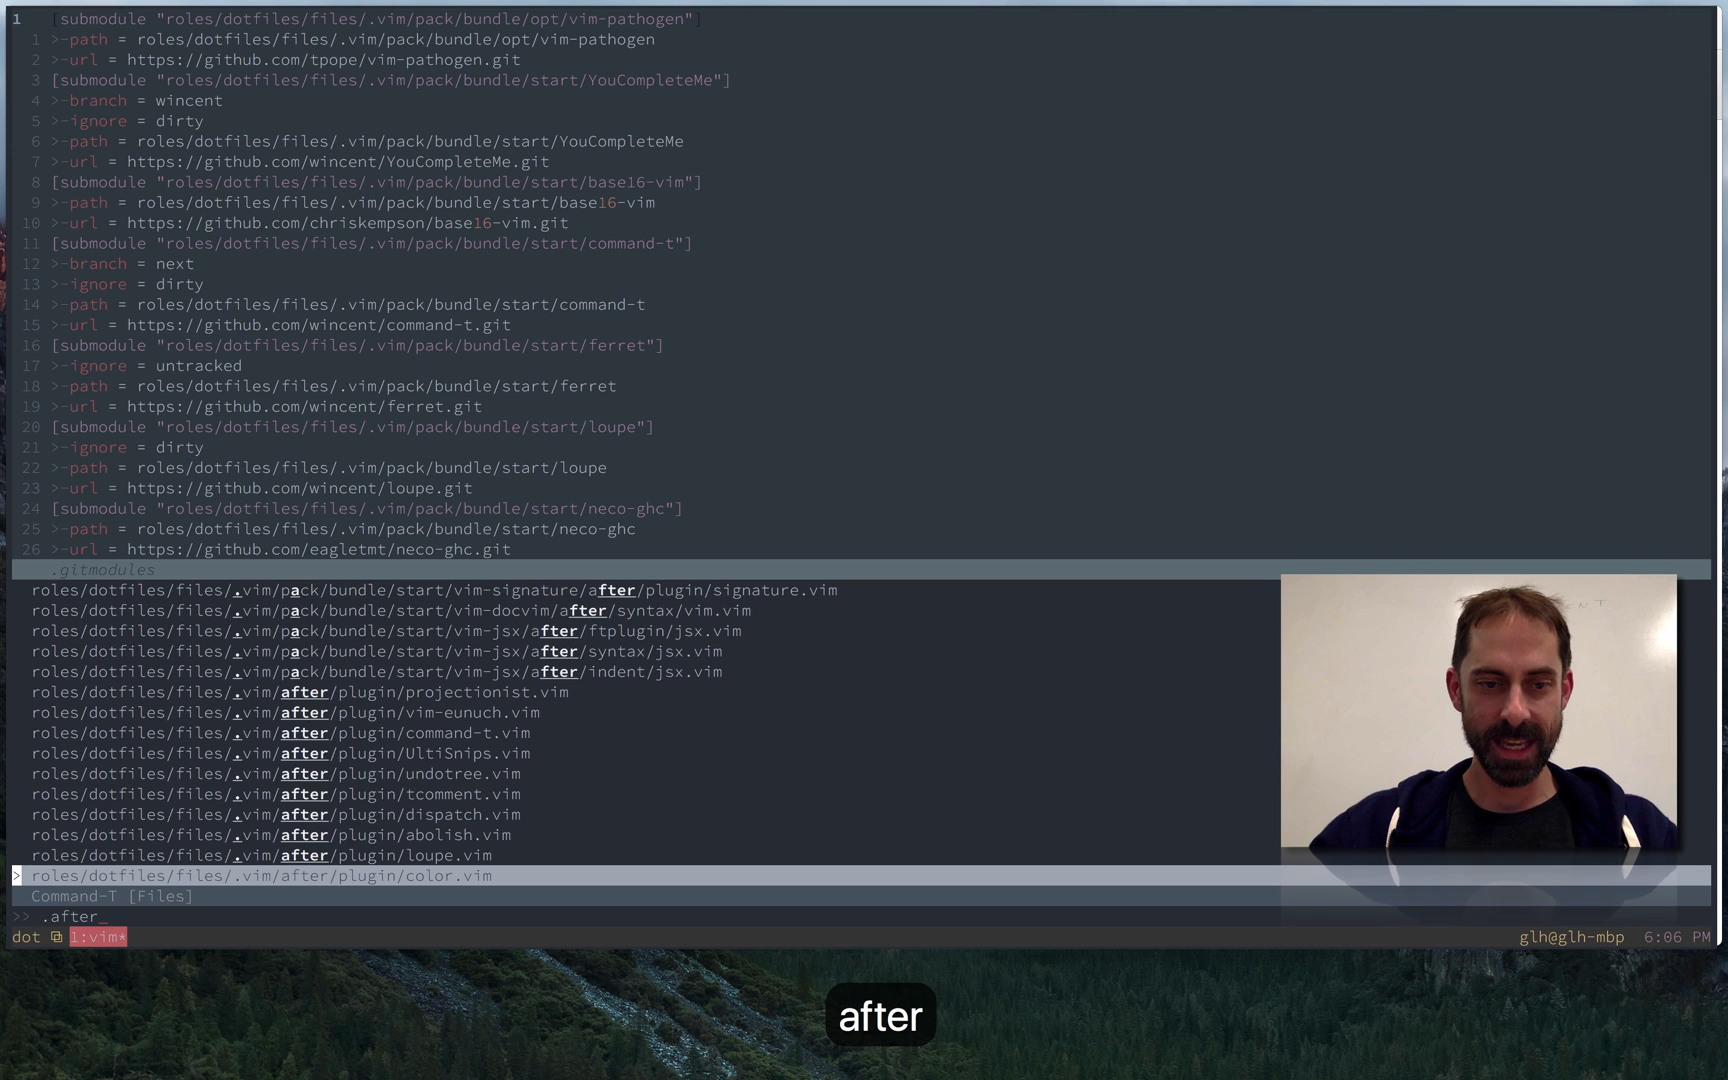 1    [submodule "roles/dotfiles/files/.vim/pack/bundle/opt/vim-pathogen"]
1 >-path = roles/dotfiles/files/.vim/pack/bundle/opt/vim-pathogen
2 >-url = https://github.com/tpope/vim-pathogen.git
3 [submodule "roles/dotfiles/files/.vim/pack/bundle/start/YouCompleteMe"]
4 >-branch = wincent
5 >-ignore = dirty
6 >-path = roles/dotfiles/files/.vim/pack/bundle/start/YouCompleteMe
7 >-url = https://github.com/wincent/YouCompleteMe.git
8 [submodule "roles/dotfiles/files/.vim/pack/bundle/start/base16-vim"]
9 >-path = roles/dotfiles/files/.vim/pack/bundle/start/base16-vim
10 >-url = https://github.com/chriskempson/base16-vim.git
11 [submodule "roles/dotfiles/files/.vim/pack/bundle/start/command-t"]
12 >-branch = next
13 >-ignore = dirty
14 >-path = roles/dotfiles/files/.vim/pack/bundle/start/command-t
15 >-url = https://github.com/wincent/command-t.git
16 [submodule "roles/dotfiles/files/.vim/pack/bundle/start/ferret"]
17 >-ignore = untracked
18 >-path = roles/dotfiles/files/.vim/pack/bundle/start/ferret
19 >-url = https://github.com/wincent/ferret.git
20 [submodule "roles/dotfiles/files/.vim/pack/bundle/start/loupe"]
21 >-ignore = dirty
22 >-path = roles/dotfiles/files/.vim/pack/bundle/start/loupe
23 >-url = https://github.com/wincent/loupe.git
24 [submodule "roles/dotfiles/files/.vim/pack/bundle/start/neco-ghc"]
25 >-path = roles/dotfiles/files/.vim/pack/bundle/start/neco-ghc
26 >-url = https://github.com/eagletmt/neco-ghc.git
.gitmodules
roles/dotfiles/files/.vim/pack/bundle/start/vim-signature/after/plugin/signature.vim
roles/dotfiles/files/.vim/pack/bundle/start/vim-docvim/after/syntax/vim.vim
roles/dotfiles/files/.vim/pack/bundle/start/vim-jsx/after/ftplugin/jsx.vim
roles/dotfiles/files/.vim/pack/bundle/start/vim-jsx/after/syntax/jsx.vim
roles/dotfiles/files/.vim/pack/bundle/start/vim-jsx/after/indent/jsx.vim
roles/dotfiles/files/.vim/after/plugin/projectionist.vim
roles/dotfiles/files/.vim/after/plugin/vim-eunuch.vim
roles/dotfiles/files/.vim/after/plugin/command-t.vim
roles/dotfiles/files/.vim/after/plugin/UltiSnips.vim
roles/dotfiles/files/.vim/after/plugin/undotree.vim
roles/dotfiles/files/.vim/after/plugin/tcomment.vim
roles/dotfiles/files/.vim/after/plugin/dispatch.vim
roles/dotfiles/files/.vim/after/plugin/abolish.vim
roles/dotfiles/files/.vim/after/plugin/loupe.vim
> roles/dotfiles/files/.vim/after/plugin/color.vim
Command-T [Files]
>> .after_
dot 1:vim* glh@glh-mbp 6:06 PM
after